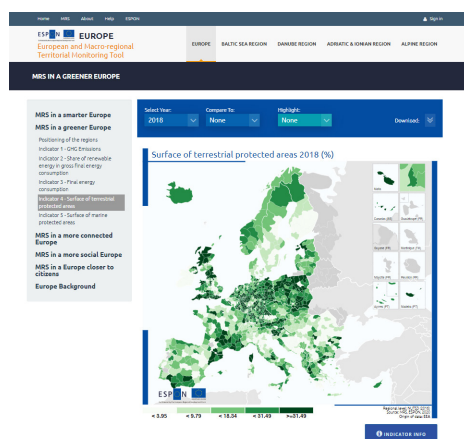 Home MRS About Help ESPON Sign in
ESPON EUROPE
European and Macro-regional
Territorial Monitoring Tool
EUROPE BALTIC SEA REGION DANUBE REGION ADRIATIC & IONIAN REGION ALPINE REGION
MRS IN A GREENER EUROPE
MRS in a smarter Europe
MRS in a greener Europe
Positioning of the regions
Indicator 1 - GHG Emissions
Indicator 2 - Share of renewable
energy in gross final energy
consumption
Indicator 3 - Final energy
consumption
Indicator 4 - Surface of terrestrial
protected areas
Indicator 5 - Surface of marine
protected areas
MRS in a more connected
Europe
MRS in a more social Europe
MRS in a Europe closer to
citizens
Europe Background
Select Year: Compare To: Highlight:
2018 None None Download:
Surface of terrestrial protected areas 2018 (%)
ESPON
< 3.95 < 9.79 < 18.34 < 31.49 >=31.49
Origin of data: EEA
INDICATOR INFO